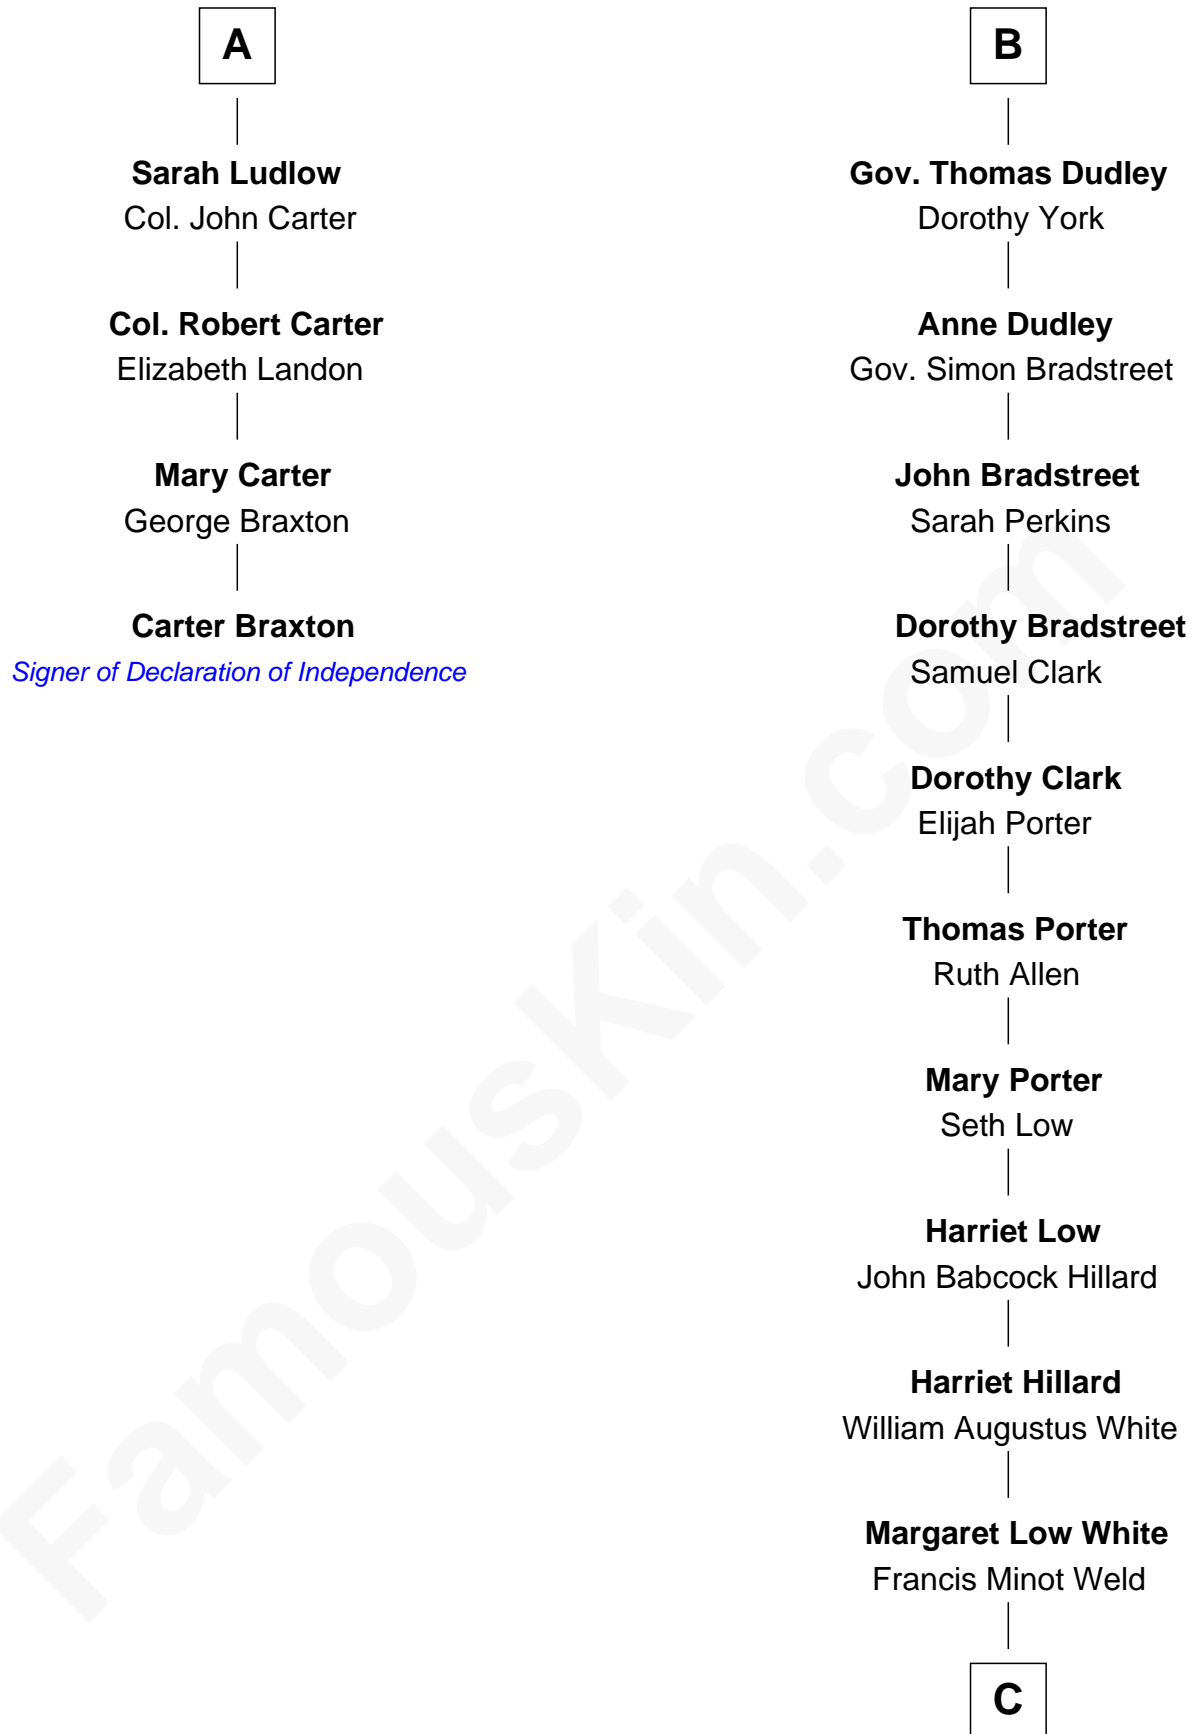 A
Sarah Ludlow
Col. John Carter
Col. Robert Carter
Elizabeth Landon
Mary Carter
George Braxton
Carter Braxton
Signer of Declaration of Independence
B
Gov. Thomas Dudley
Dorothy York
Anne Dudley
Gov. Simon Bradstreet
John Bradstreet
Sarah Perkins
Dorothy Bradstreet
Samuel Clark
Dorothy Clark
Elijah Porter
Thomas Porter
Ruth Allen
Mary Porter
Seth Low
Harriet Low
John Babcock Hillard
Harriet Hillard
William Augustus White
Margaret Low White
Francis Minot Weld
C
FamousKin.com